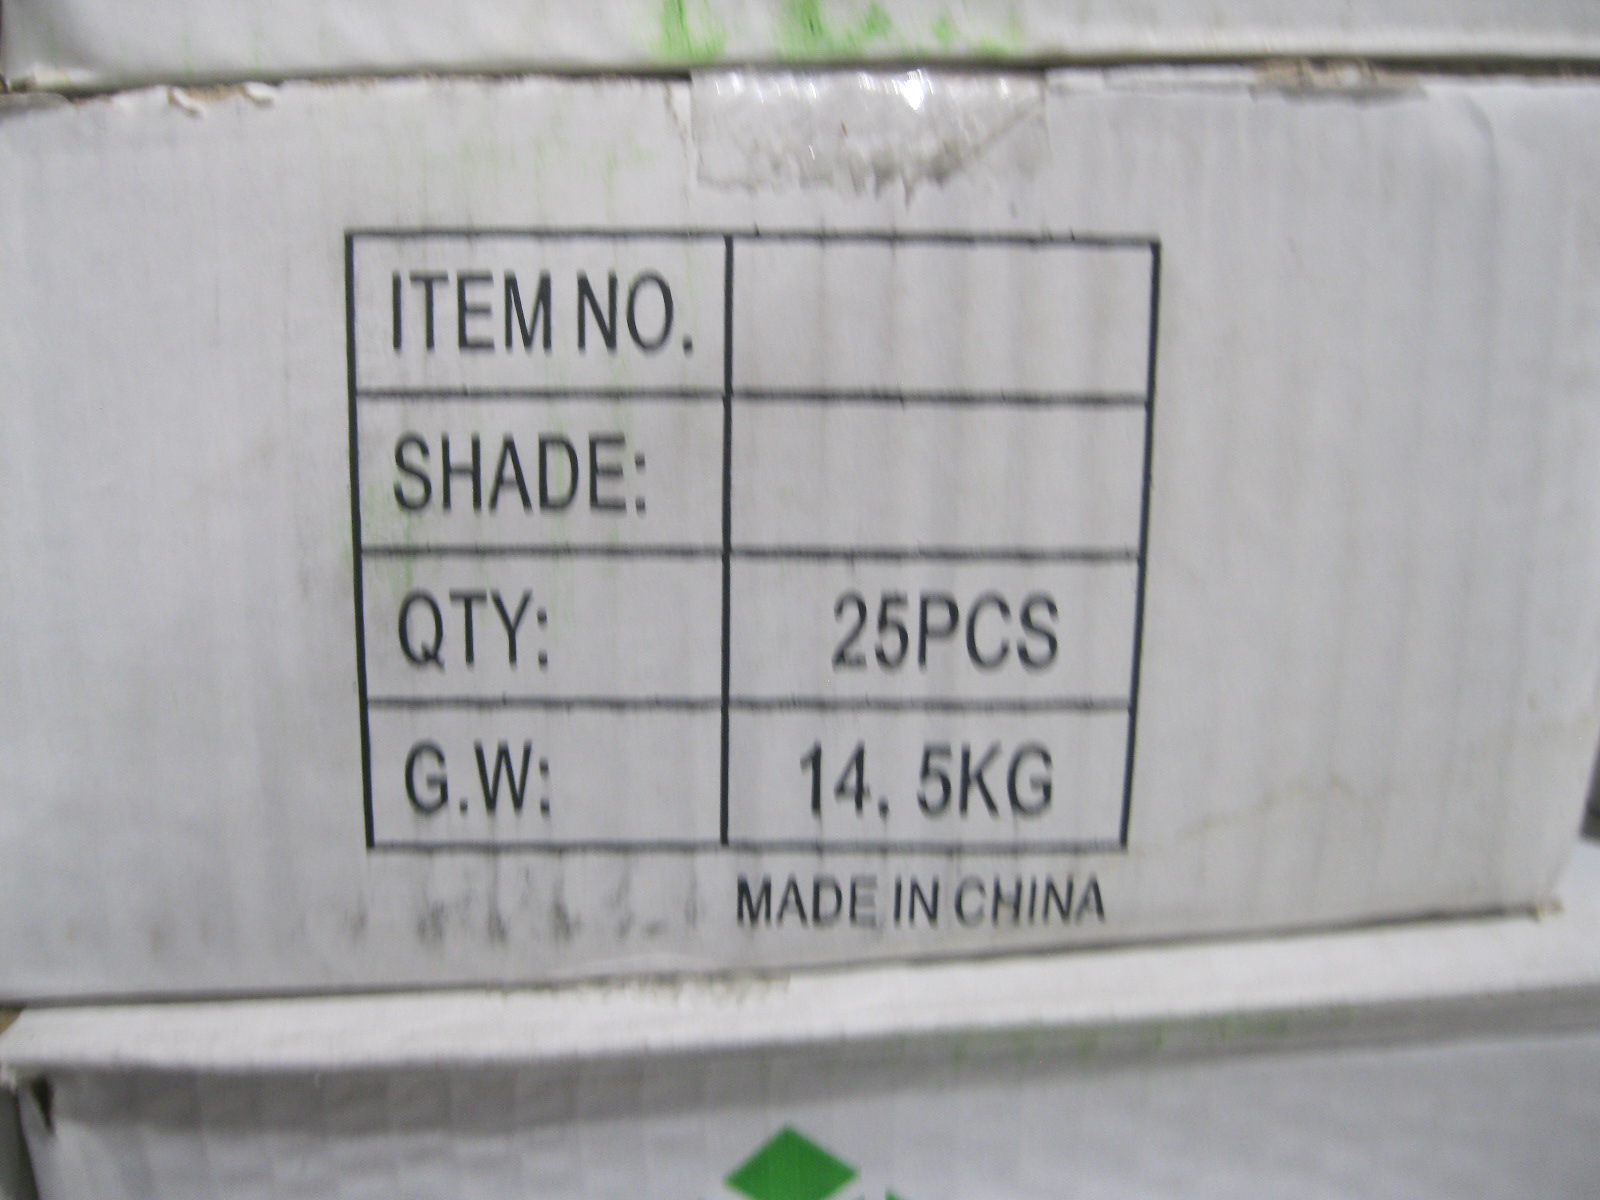 ITEM NO.
SHADE:
QTY: 25PCS
G.W: 14. 5KG
MADE IN CHINA